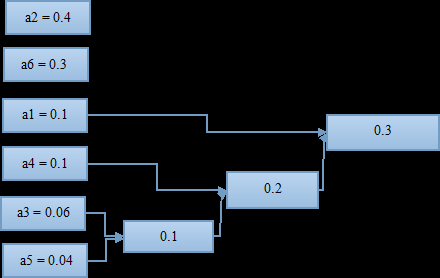 a2 = 0.4
a6 = 0.3
a1 = 0.1
0.3
a4 = 0.1
0.2
a3 = 0.06
0.1
a5 = 0.04